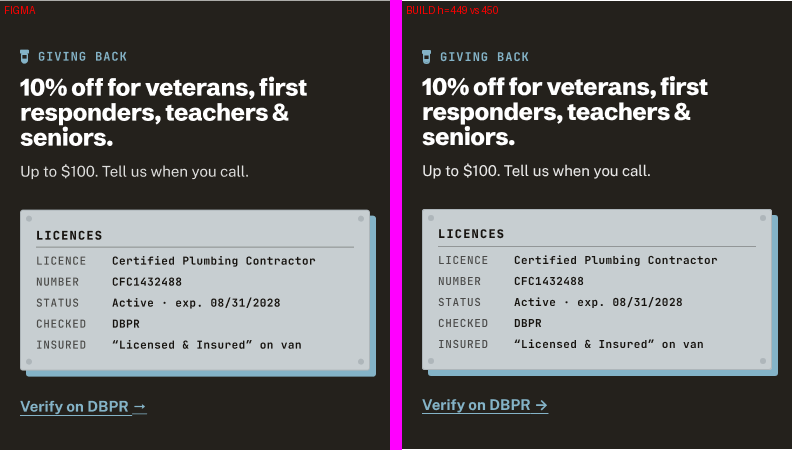 FIGMA
GIVING BACK
10% off for veterans, first
responders, teachers &
seniors.
Up to $100. Tell us when you call.
LICENCES
LICENCE Certified Plumbing Contractor
NUMBER CFC1432488
STATUS Active · exp. 08/31/2028
CHECKED DBPR
INSURED “Licensed & Insured” on van
Verify on DBPR →
BUILD h=449 vs 450
GIVING BACK
10% off for veterans, first
responders, teachers &
seniors.
Up to $100. Tell us when you call.
LICENCES
LICENCE Certified Plumbing Contractor
NUMBER CFC1432488
STATUS Active · exp. 08/31/2028
CHECKED DBPR
INSURED “Licensed & Insured” on van
Verify on DBPR →